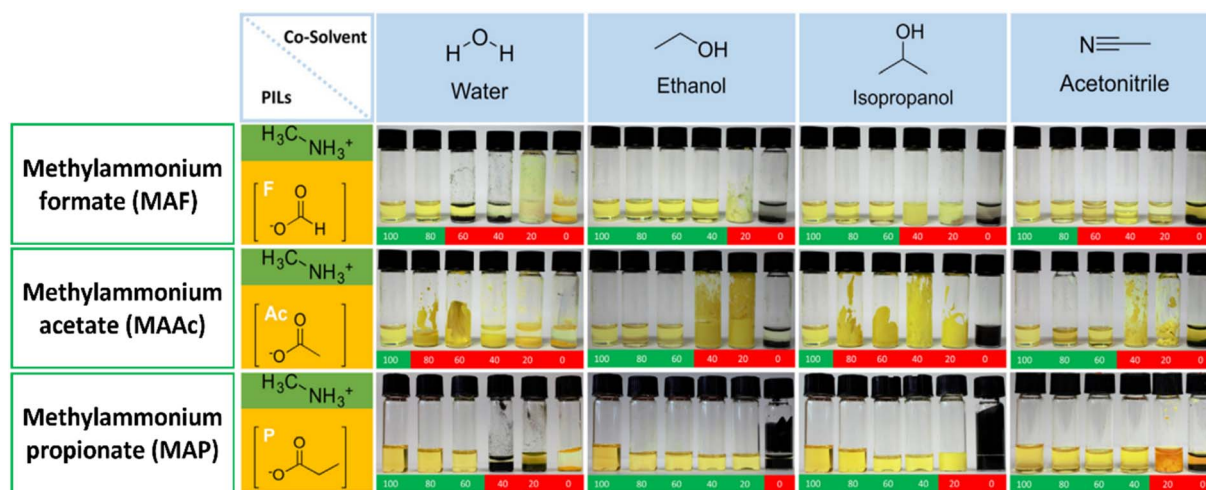 Co-Solvent
PILs
H O H
Water
OH
Ethanol
OH
Isopropanol
N
Acetonitrile
Methylammonium
formate (MAF)
H₃C NH₃⁺
F
O
⁻O H
100 80 60 40 20 0
100 80 60 40 20 0
100 80 60 40 20 0
100 80 60 40 20 0
Methylammonium
acetate (MAAc)
H₃C NH₃⁺
Ac
O
⁻O
100 80 60 40 20 0
100 80 60 40 20 0
100 80 60 40 20 0
100 80 60 40 20 0
Methylammonium
propionate (MAP)
H₃C NH₃⁺
P
O
⁻O
100 80 60 40 20 0
100 80 60 40 20 0
100 80 60 40 20 0
100 80 60 40 20 0